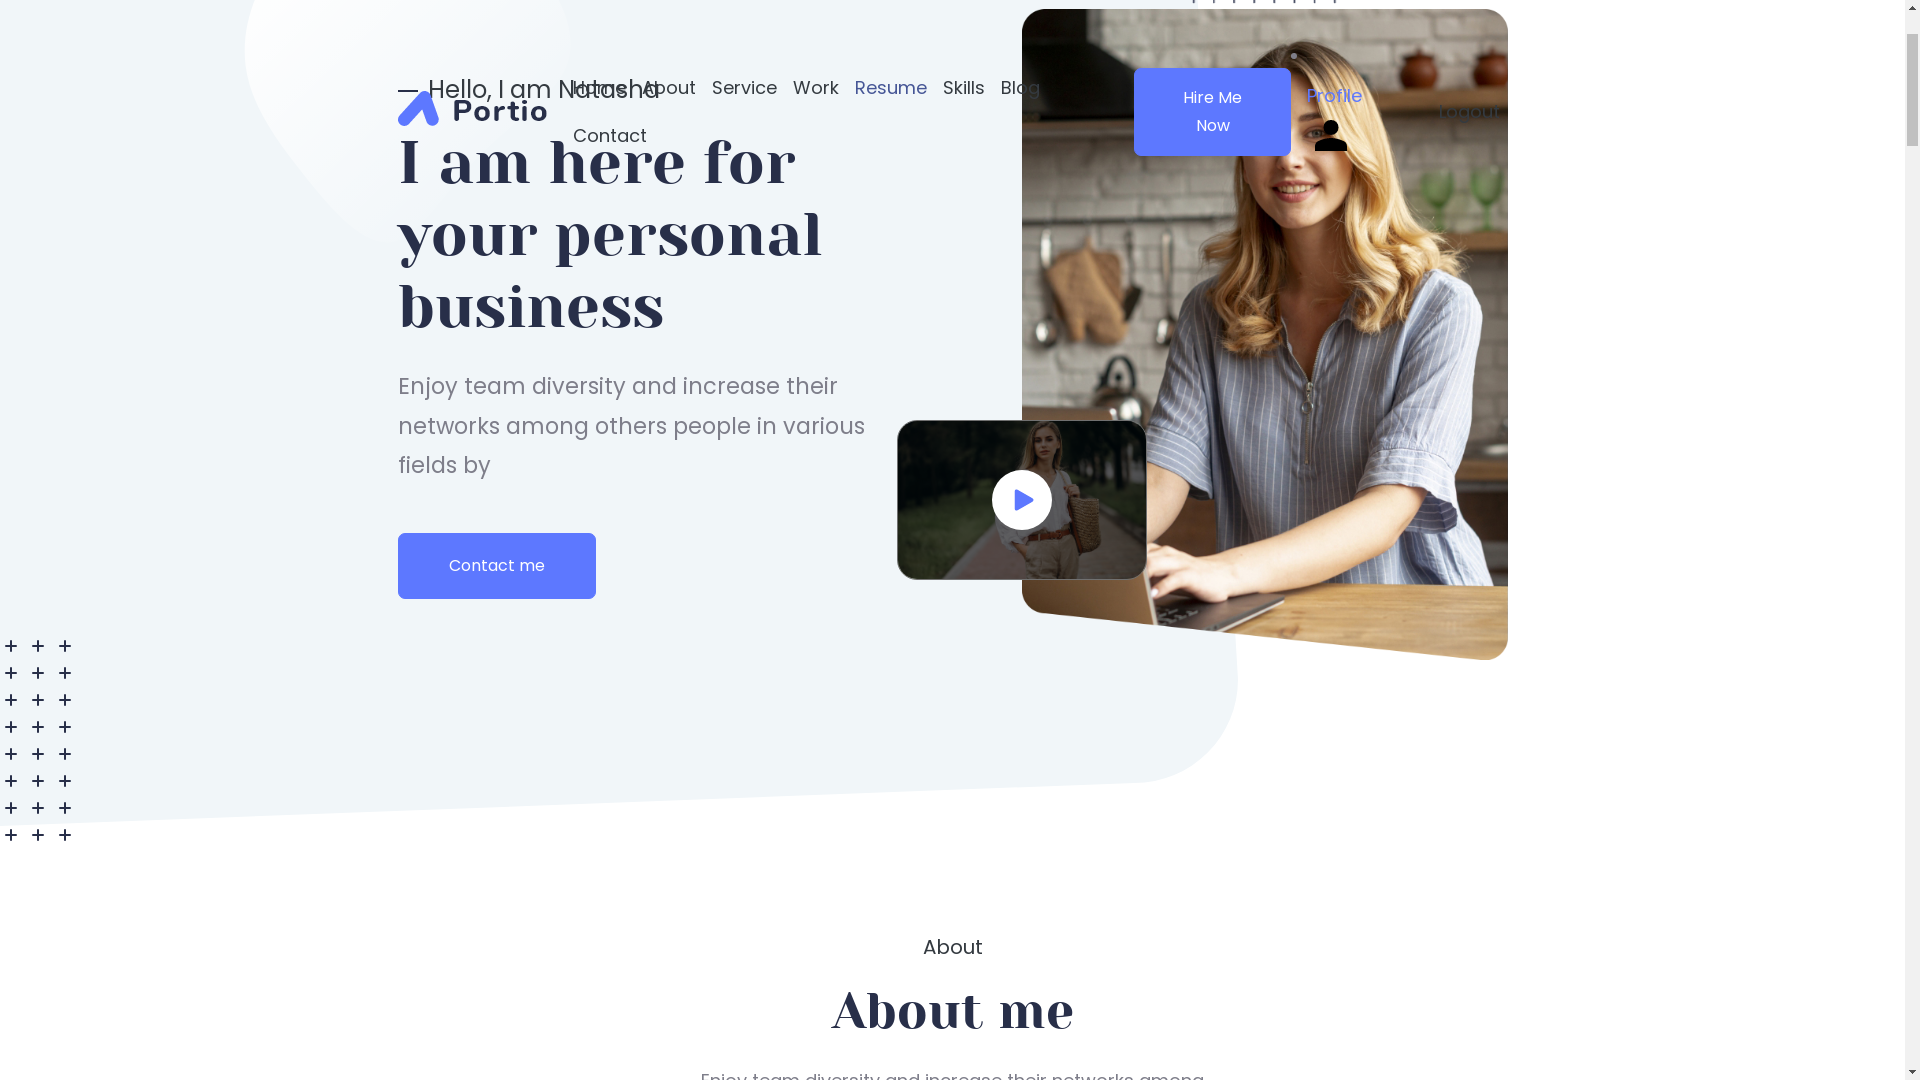 Home About Service Work Resume Skills Blog
Contact
Hire Me
Now
Profile
Logout
Portio
Hello, I am Natasha
I am here for
your personal
business
Enjoy team diversity and increase their
networks among others people in various
fields by
Contact me
About
About me
Enjoy team diversity and increase their networks among